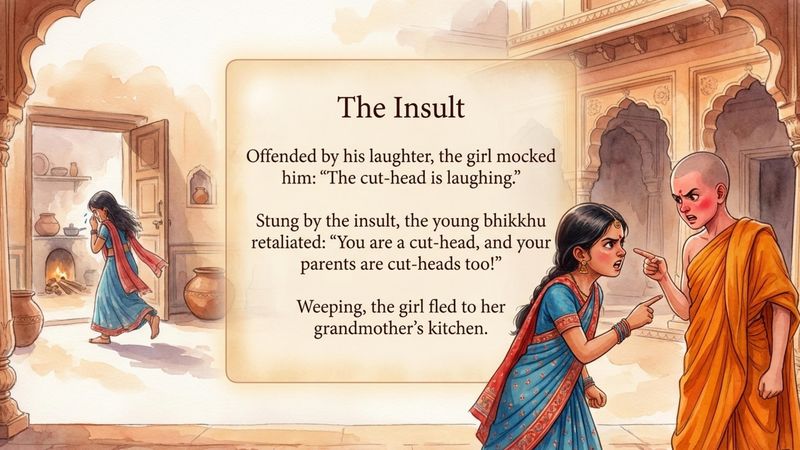 The Insult
Offended by his laughter, the girl mocked
him: “The cut-head is laughing.”
Stung by the insult, the young bhikkhu
retaliated: “You are a cut-head, and your
parents are cut-heads too!”
Weeping, the girl fled to her
grandmother’s kitchen.